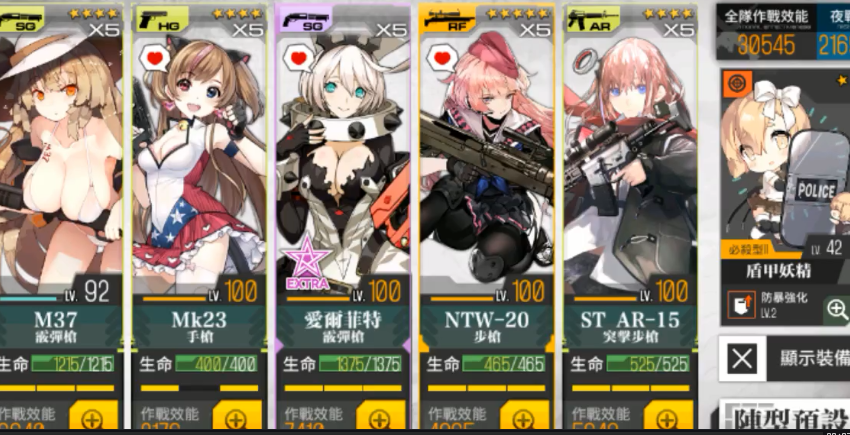 SG
X5
HG
X5
SG
X5
RF
X5
AR
X5
全隊作戰效能
30545
夜戰
216
POLICE
EXTRA
必殺型II
LV. 42
盾甲妖精
防暴強化
LV.2
LV. 92
LV. 100
LV. 100
LV. 100
LV. 100
M37
霰彈槍
Mk23
手槍
愛爾菲特
霰彈槍
NTW-20
步槍
ST AR-15
突擊步槍
生命 1215/1215
生命 400/400
生命 1375/1375
生命 465/465
生命 525/525
顯示裝備
作戰效能
作戰效能
作戰效能
作戰效能
作戰效能
陣型預設